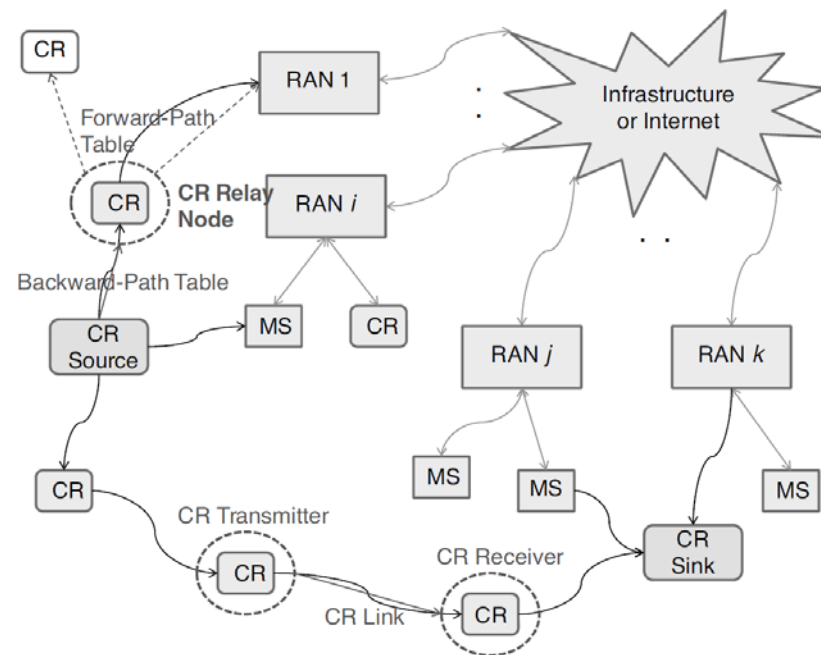 CR
RAN 1
Infrastructure
or Internet
Forward-Path
Table
CR
CR Relay
Node
RAN i
Backward-Path Table
CR
Source
MS
CR
RAN j
RAN k
CR
MS
MS
MS
CR Transmitter
CR
CR Receiver
CR
Sink
CR Link
CR